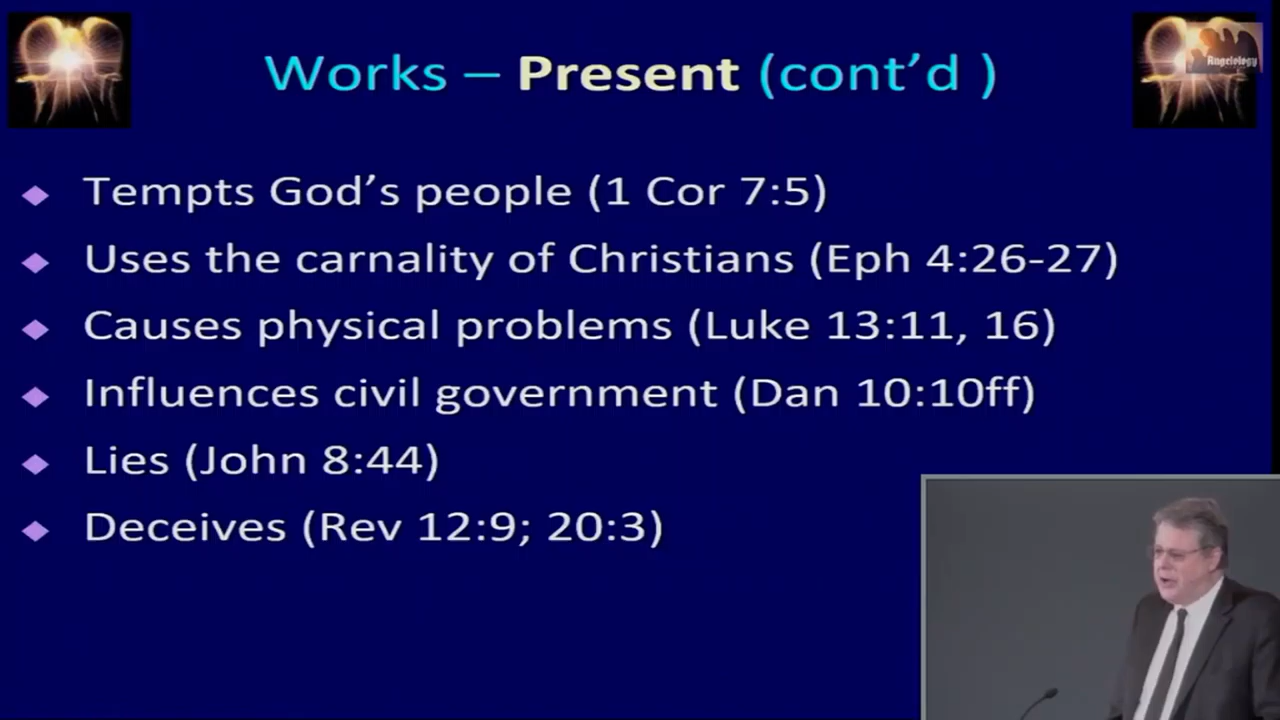 Works – Present (cont’d )
Angelology
Tempts God’s people (1 Cor 7:5)
Uses the carnality of Christians (Eph 4:26-27)
Causes physical problems (Luke 13:11, 16)
Influences civil government (Dan 10:10ff)
Lies (John 8:44)
Deceives (Rev 12:9; 20:3)